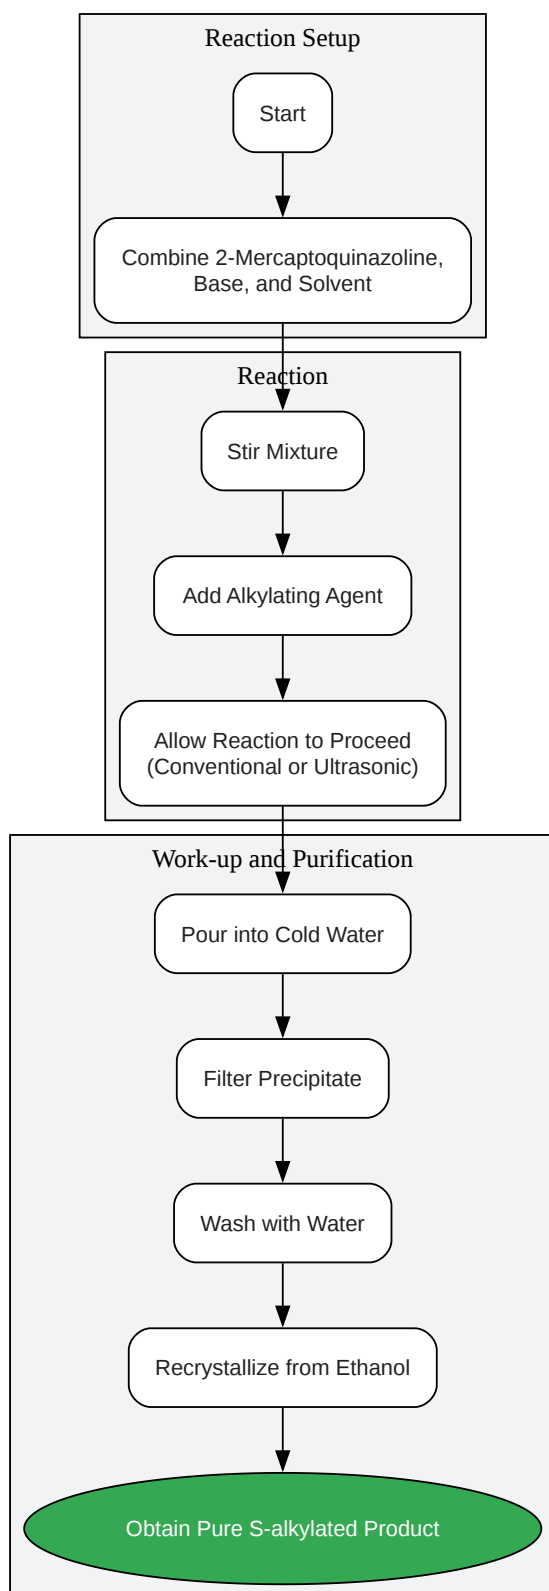 Reaction Setup
Start
Combine 2-Mercaptoquinazoline,
Base, and Solvent
Reaction
Stir Mixture
Add Alkylating Agent
Allow Reaction to Proceed
(Conventional or Ultrasonic)
Work-up and Purification
Pour into Cold Water
Filter Precipitate
Wash with Water
Recrystallize from Ethanol
Obtain Pure S-alkylated Product